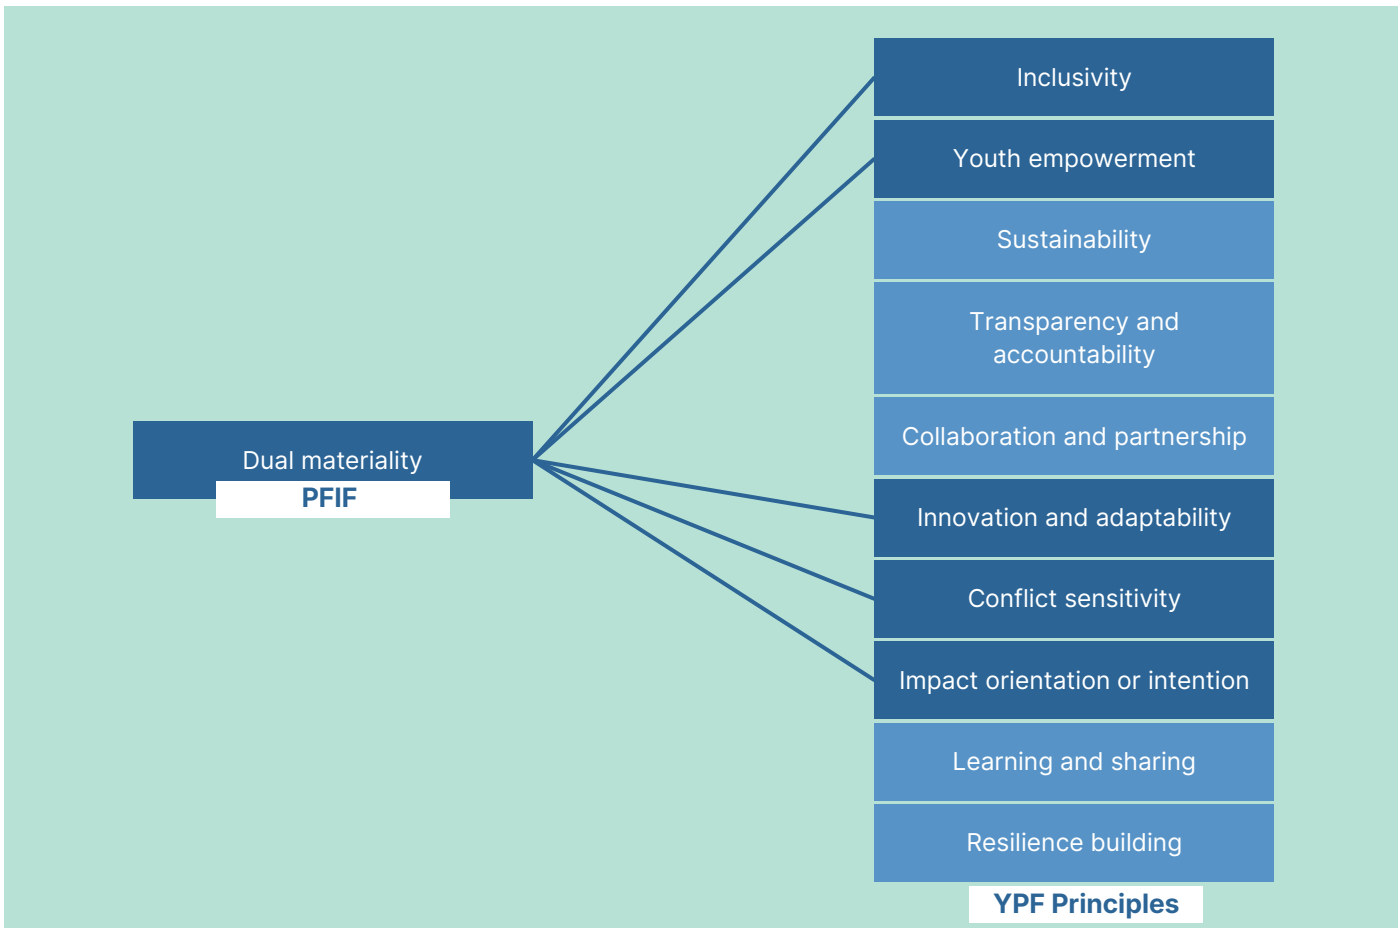 Dual materiality
PFIF
Inclusivity
Youth empowerment
Sustainability
Transparency and
accountability
Collaboration and partnership
Innovation and adaptability
Conflict sensitivity
Impact orientation or intention
Learning and sharing
Resilience building
YPF Principles